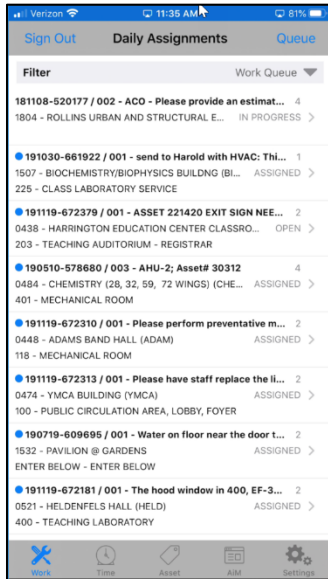 Verizon 11:35 AM 81%
Sign Out Daily Assignments Queue
Filter Work Queue
181108-520177 / 002 - ACO - Please provide an estimat... 4
1804 - ROLLINS URBAN AND STRUCTURAL E... IN PROGRESS
191030-661922 / 001 - send to Harold with HVAC: Thi... 1
1507 - BIOCHEMISTRY/BIOPHYSICS BUILDNG (BI... ASSIGNED
225 - CLASS LABORATORY SERVICE
191119-672379 / 001 - ASSET 221420 EXIT SIGN NEE... 2
0438 - HARRINGTON EDUCATION CENTER CLASSRO... OPEN
203 - TEACHING AUDITORIUM - REGISTRAR
190510-578680 / 003 - AHU-2; Asset# 30312 4
0484 - CHEMISTRY (28, 32, 59, 72 WINGS) (CHE... ASSIGNED
401 - MECHANICAL ROOM
191119-672310 / 001 - Please perform preventative m... 2
0448 - ADAMS BAND HALL (ADAM) ASSIGNED
118 - MECHANICAL ROOM
191119-672313 / 001 - Please have staff replace the li... 2
0474 - YMCA BUILDING (YMCA) ASSIGNED
100 - PUBLIC CIRCULATION AREA, LOBBY, FOYER
190719-609695 / 001 - Water on floor near the door t... 2
1532 - PAVILION @ GARDENS ASSIGNED
ENTER BELOW - ENTER BELOW
191119-672181 / 001 - The hood window in 400, EF-3... 2
0521 - HELDENFELS HALL (HELD) ASSIGNED
400 - TEACHING LABORATORY
Work Time Asset AiM Settings